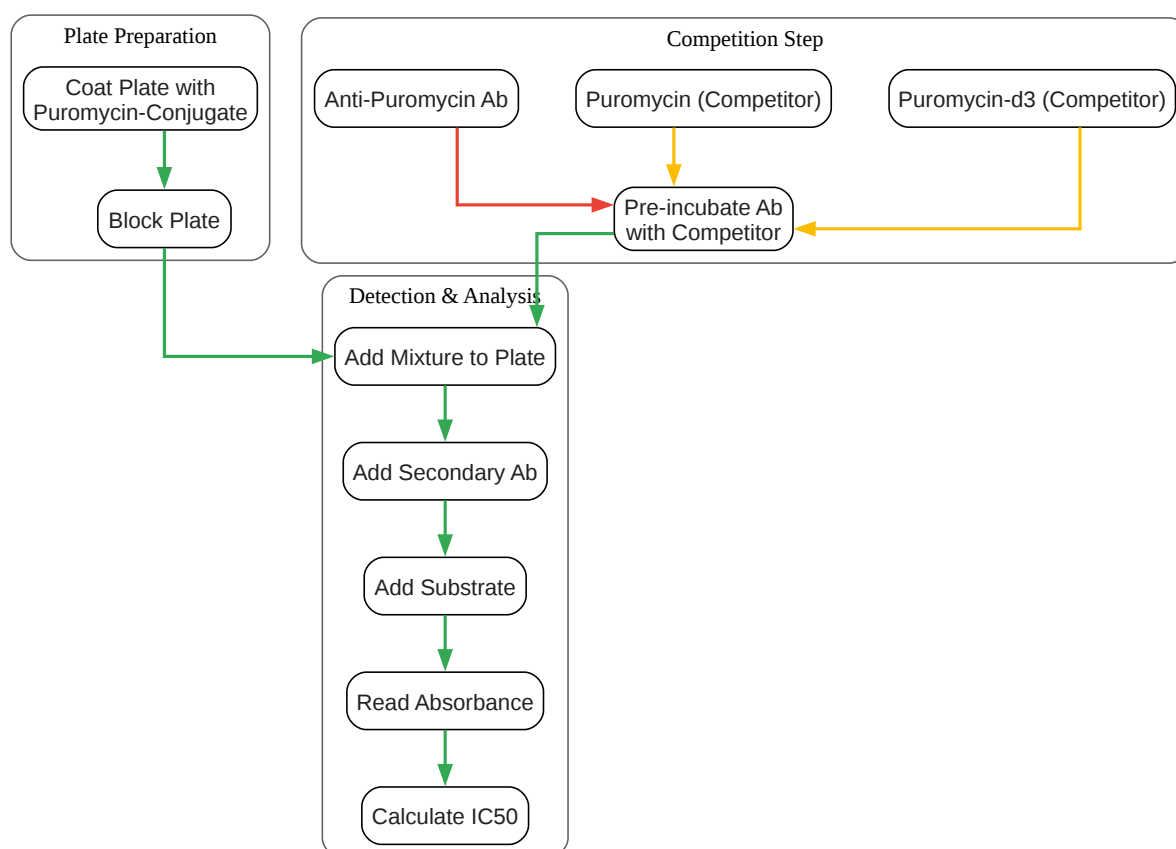 Plate Preparation
Coat Plate with
Puromycin-Conjugate
Block Plate
Competition Step
Anti-Puromycin Ab
Puromycin (Competitor)
Puromycin-d3 (Competitor)
Pre-incubate Ab
with Competitor
Detection & Analysis
Add Mixture to Plate
Add Secondary Ab
Add Substrate
Read Absorbance
Calculate IC50